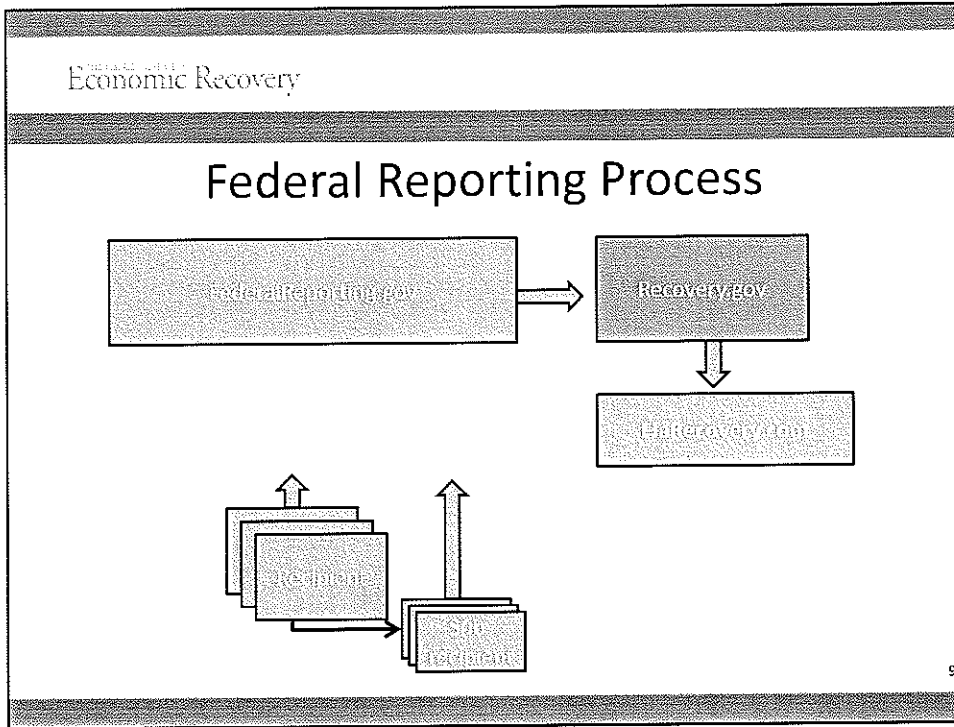 Economic Recovery
Federal Reporting Process
FederalReporting.gov
Recovery.gov
Recipient
Sub
recipient
9